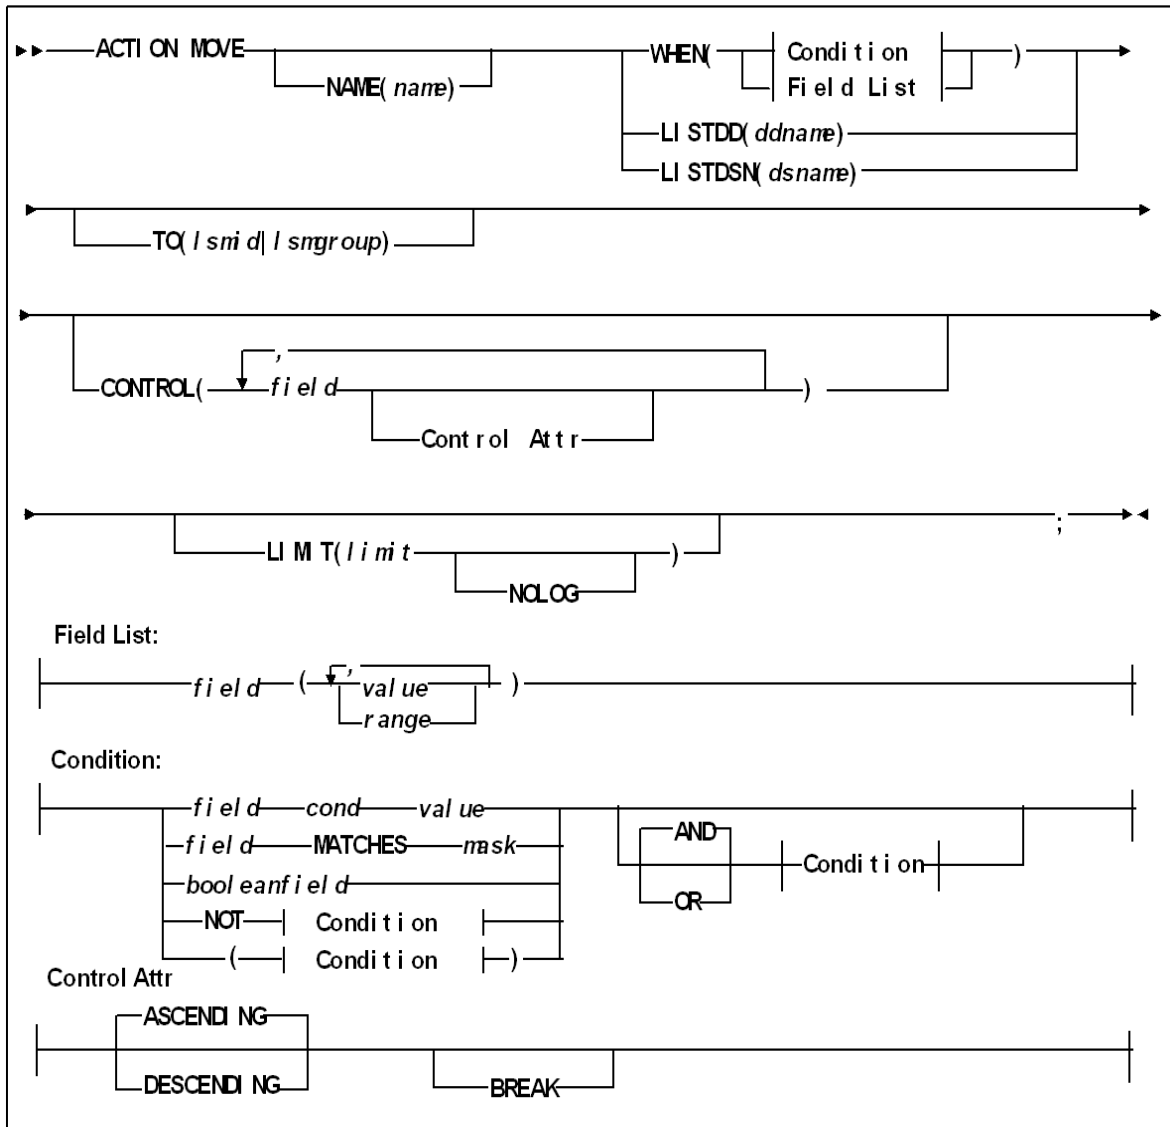 ACTION MOVE WHEN( Condition )
NAME(name) Field List
LISTDD(ddname)
LISTDSN(dsname)
TO(lsmid|lsmgroup)
,
CONTROL( field )
Control Attr
;
LIMIT(limit )
NOLOG
Field List:
,
field ( value )
range
Condition:
field cond value
AND
field MATCHES mask
Condition
booleanfield
OR
NOT Condition
( Condition )
Control Attr
ASCENDING
DESCENDING
BREAK